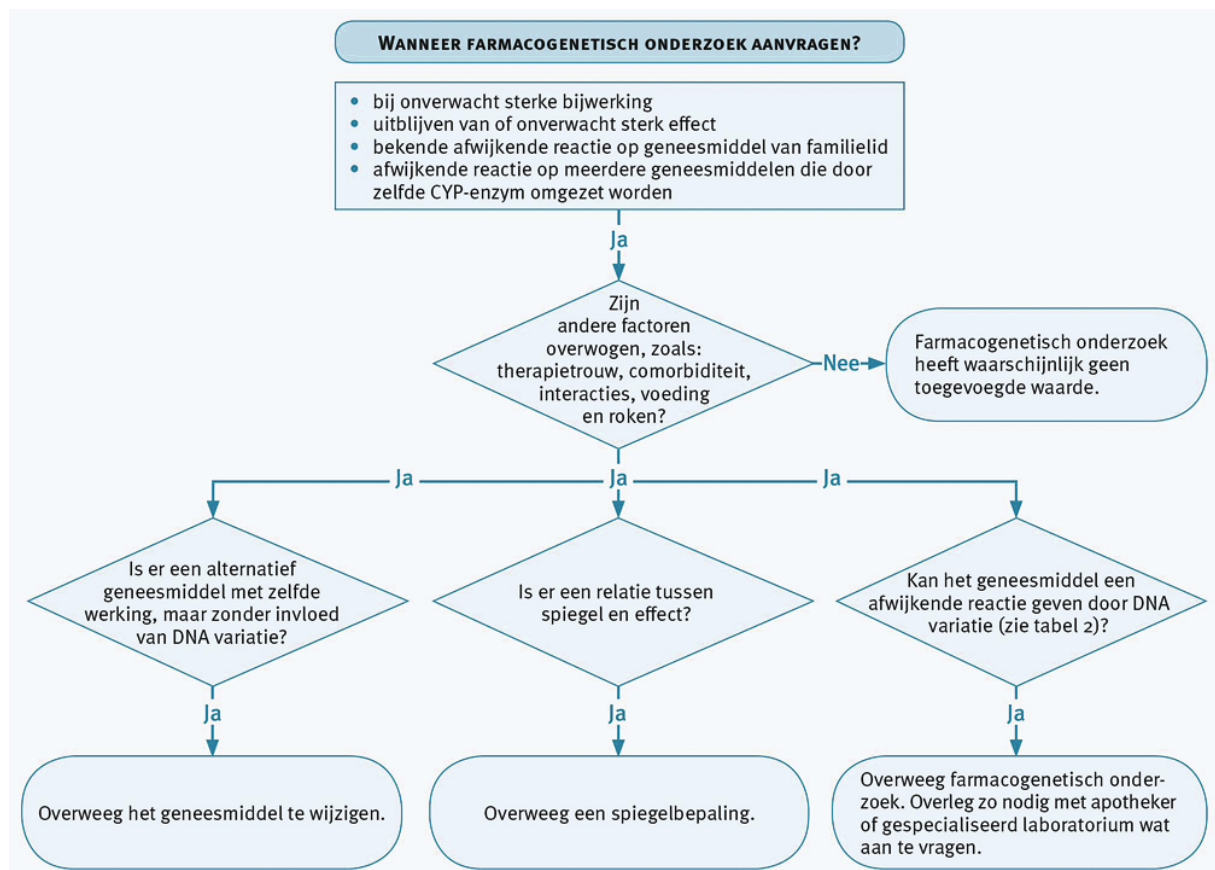 WANNEER FARMACOGENETISCH ONDERZOEK AANVRAGEN?
• bij onverwacht sterke bijwerking
• uitblijven van of onverwacht sterk effect
• bekende afwijkende reactie op geneesmiddel van familielid
• afwijkende reactie op meerdere geneesmiddelen die door
zelfde CYP-enzym omgezet worden
Ja
Zijn
andere factoren
overwogen, zoals:
therapietrouw, comorbiditeit,
interacties, voeding
en roken?
Nee
Farmacogenetisch onderzoek
heeft waarschijnlijk geen
toegevoegde waarde.
Ja
Ja
Ja
Is er een alternatief
geneesmiddel met zelfde
werking, maar zonder invloed
van DNA variatie?
Is er een relatie tussen
spiegel en effect?
Kan het geneesmiddel een
afwijkende reactie geven door DNA
variatie (zie tabel 2)?
Ja
Ja
Ja
Overweeg het geneesmiddel te wijzigen.
Overweeg een spiegelbepaling.
Overweeg farmacogenetisch onder-
zoek. Overleg zo nodig met apotheker
of gespecialiseerd laboratorium wat
aan te vragen.